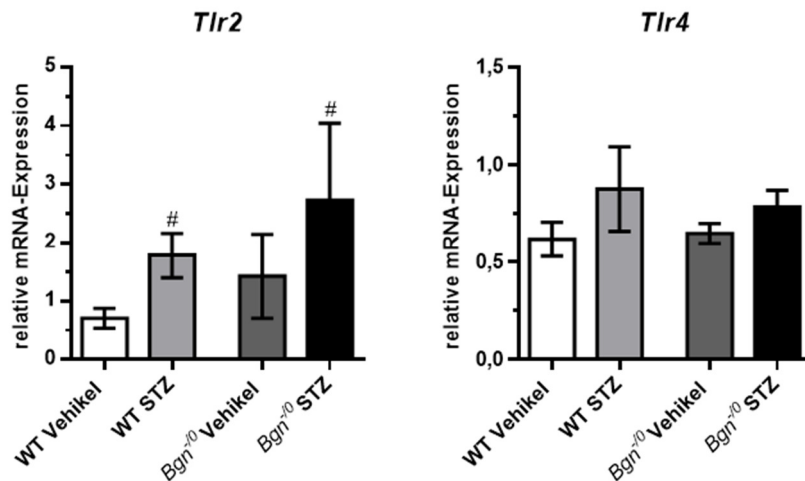 Tlr2
relative mRNA-Expression
5
4
3
2
1
0
#
#
WT Vehikel
WT STZ
Bgn-/0 Vehikel
Bgn-/0 STZ
Tlr4
relative mRNA-Expression
1,5
1,0
0,5
0,0
WT Vehikel
WT STZ
Bgn-/0 Vehikel
Bgn-/0 STZ